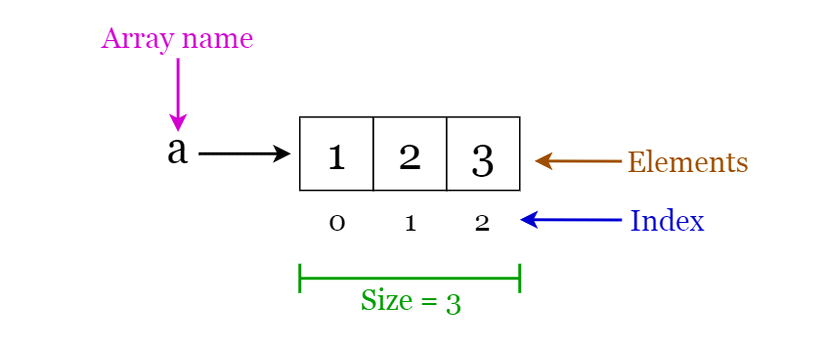 Array name
a
1 2 3
Elements
0 1 2
Index
Size = 3